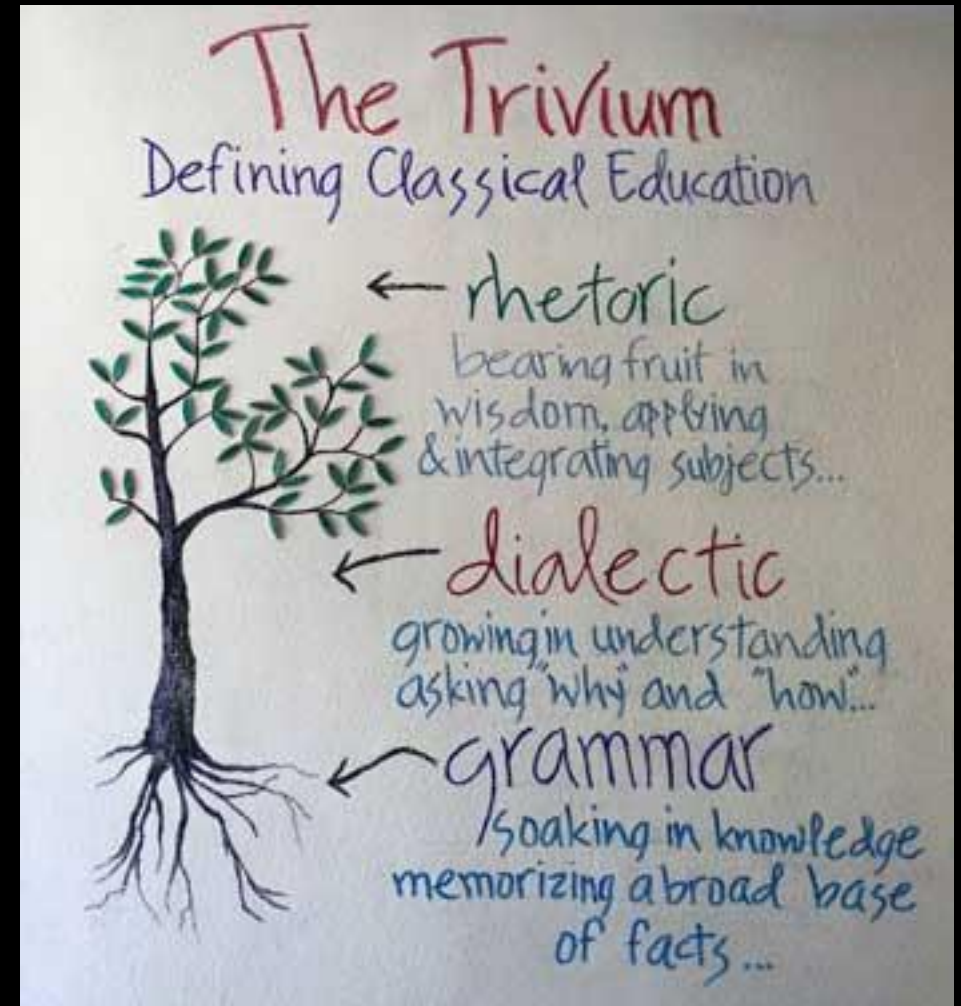 The Trivium
Defining Classical Education
rhetoric
bearing fruit in
wisdom, applying
& integrating subjects...
dialectic
growing in understanding
asking "why" and "how"...
grammar
soaking in knowledge
memorizing a broad base
of facts...